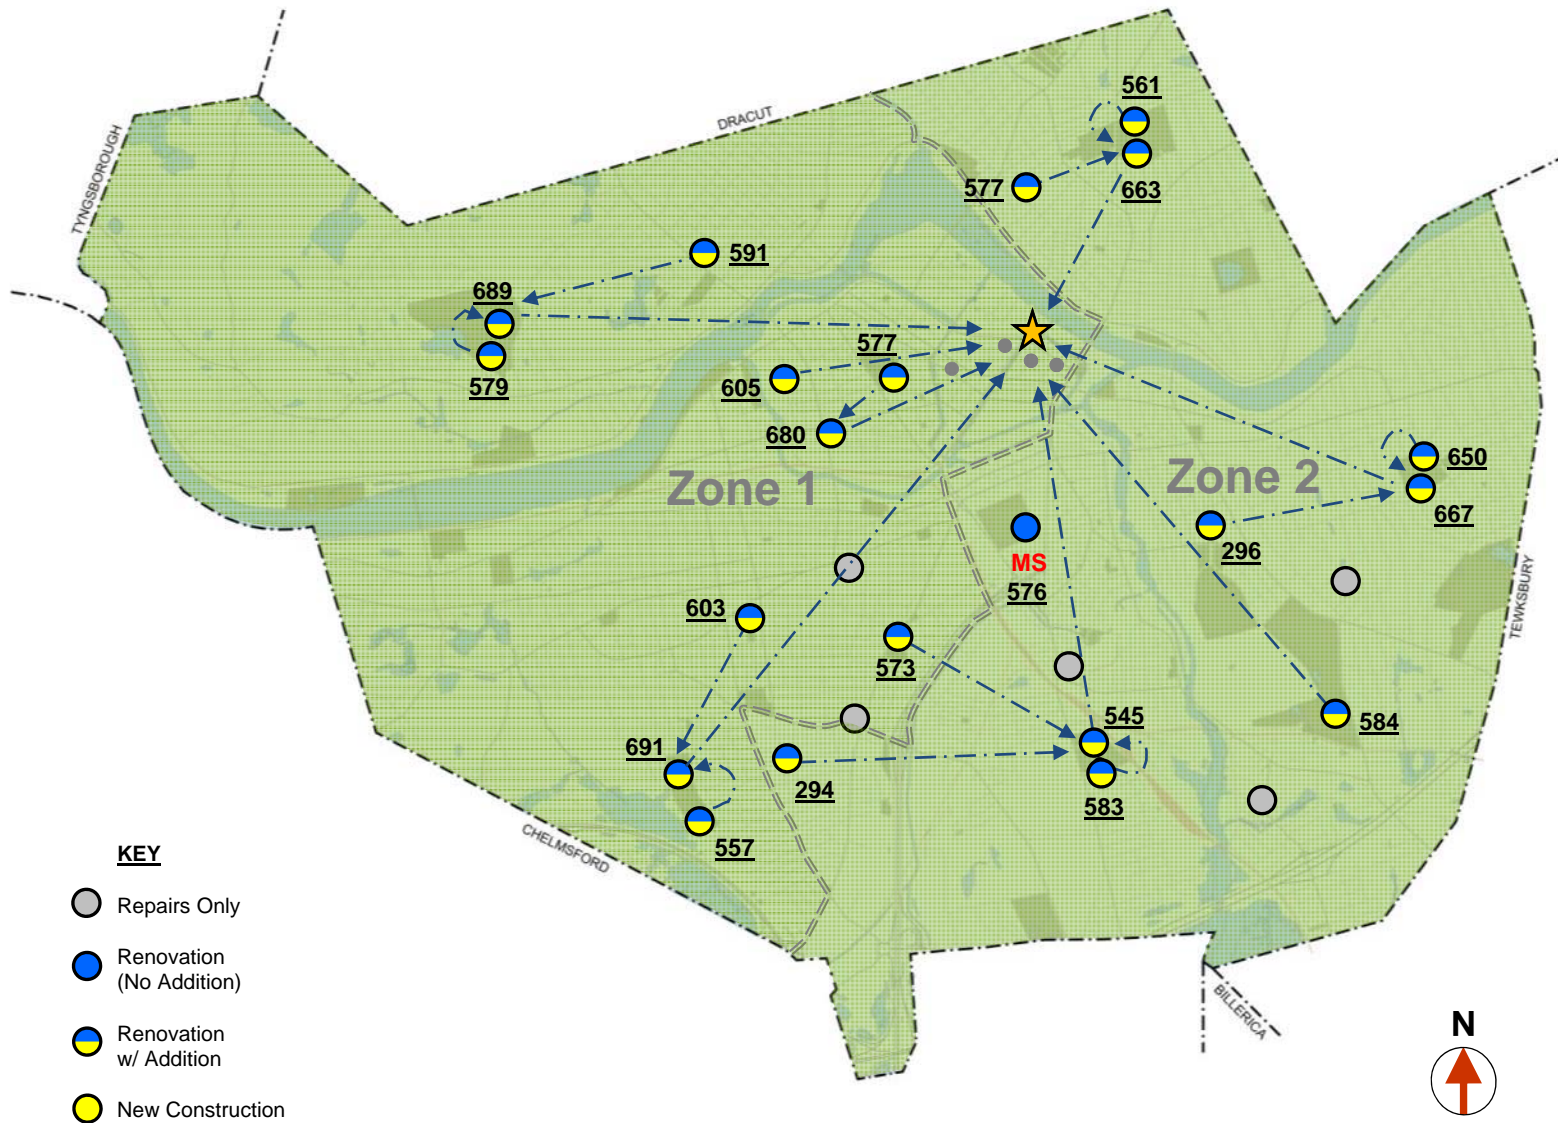 561
DRACUT
TYNGSBOROUGH
577
663
591
689
577
579
605
680
Zone 1
Zone 2
650
667
296
MS
576
TEWKSBURY
603
573
545
584
691
294
583
557
CHELMSFORD
KEY
Repairs Only
Renovation
(No Addition)
Renovation
w/ Addition
New Construction
BILLERICA
N